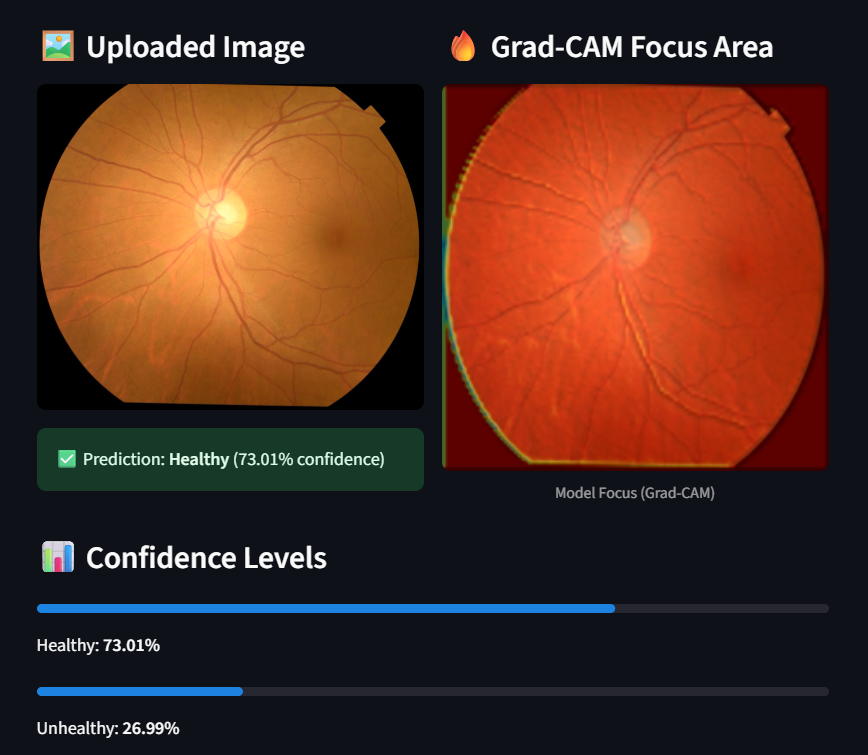 Uploaded Image
Grad-CAM Focus Area
Prediction: Healthy (73.01% confidence)
Model Focus (Grad-CAM)
Confidence Levels
Healthy: 73.01%
Unhealthy: 26.99%